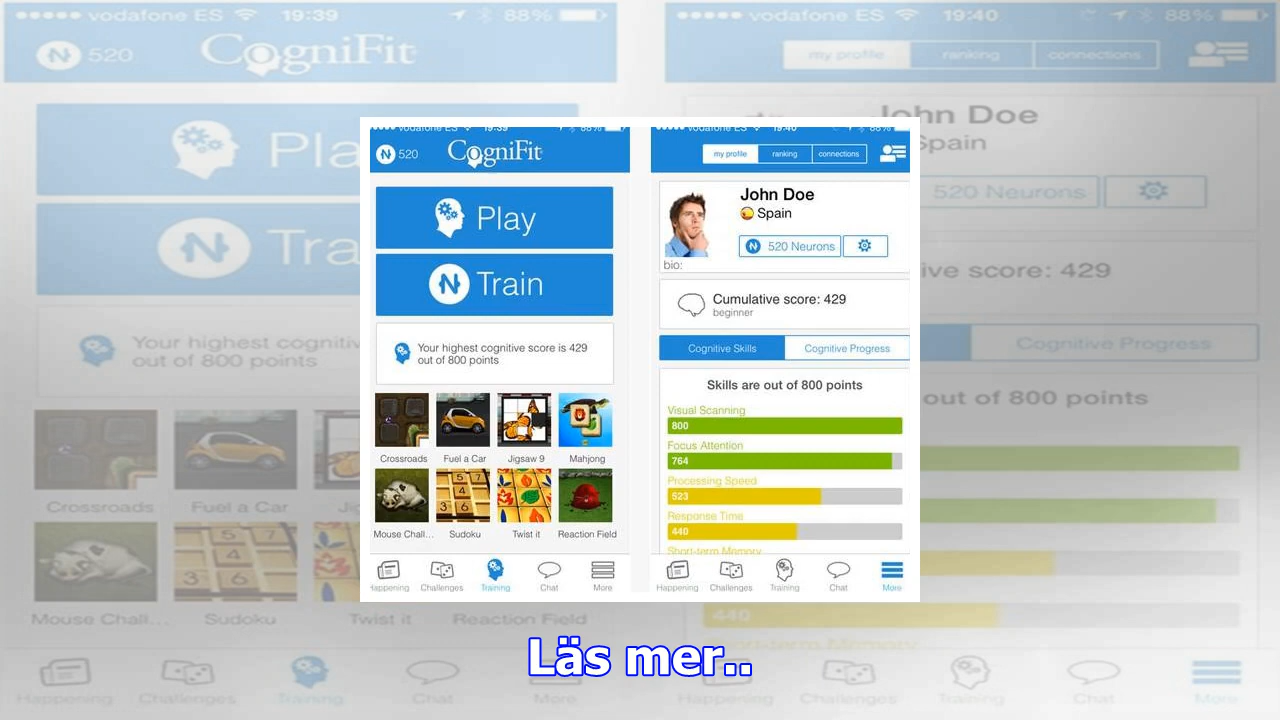 vodafone ES 19:39 88%
520 CogniFit
Play
Train
Your highest cognitive score is 429
out of 800 points
Crossroads Fuel a Car Jigsaw 9 Mahjong
Mouse Chall... Sudoku Twist it Reaction Field
Happening Challenges Training Chat More
vodafone ES 19:40 88%
my profile ranking connections
John Doe
Spain
520 Neurons
bio:
Cumulative score: 429
beginner
Cognitive Skills Cognitive Progress
Skills are out of 800 points
Visual Scanning
800
Focus Attention
764
Processing Speed
523
Response Time
440
Short-term Memory
Happening Challenges Training Chat More
Läs mer..